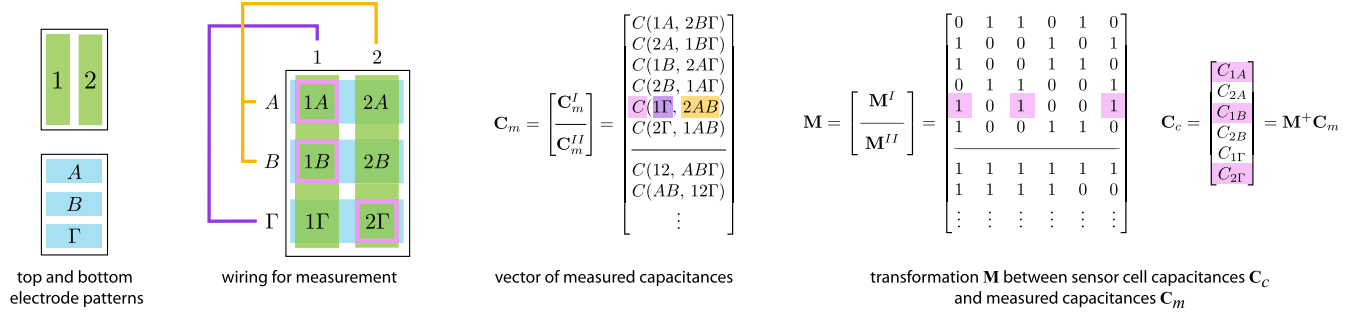 1 2
A
B
Γ
top and bottom
electrode patterns
1 2
A 1A 2A
B 1B 2B
Γ 1Γ 2Γ
wiring for measurement
C_m = [C_m^I / C_m^II] =
C(1A, 2BΓ)
C(2A, 1BΓ)
C(1B, 2AΓ)
C(2B, 1AΓ)
C(1Γ, 2AB)
C(2Γ, 1AB)
C(12, ABΓ)
C(AB, 12Γ)
⋮
vector of measured capacitances
M = [M^I / M^II] =
0 1 1 0 1 0
1 0 0 1 0 1
1 0 0 0 1 1
0 1 1 0 0 1
1 0 1 0 0 1
1 0 1 0 1 0
1 1 1 1 1 1
1 1 1 1 0 0
⋮ ⋮ ⋮ ⋮ ⋮ ⋮
C_c =
C_1A
C_2A
C_1B
C_2B
C_1Γ
C_2Γ
= M^+ C_m
transformation M between sensor cell capacitances C_c
and measured capacitances C_m